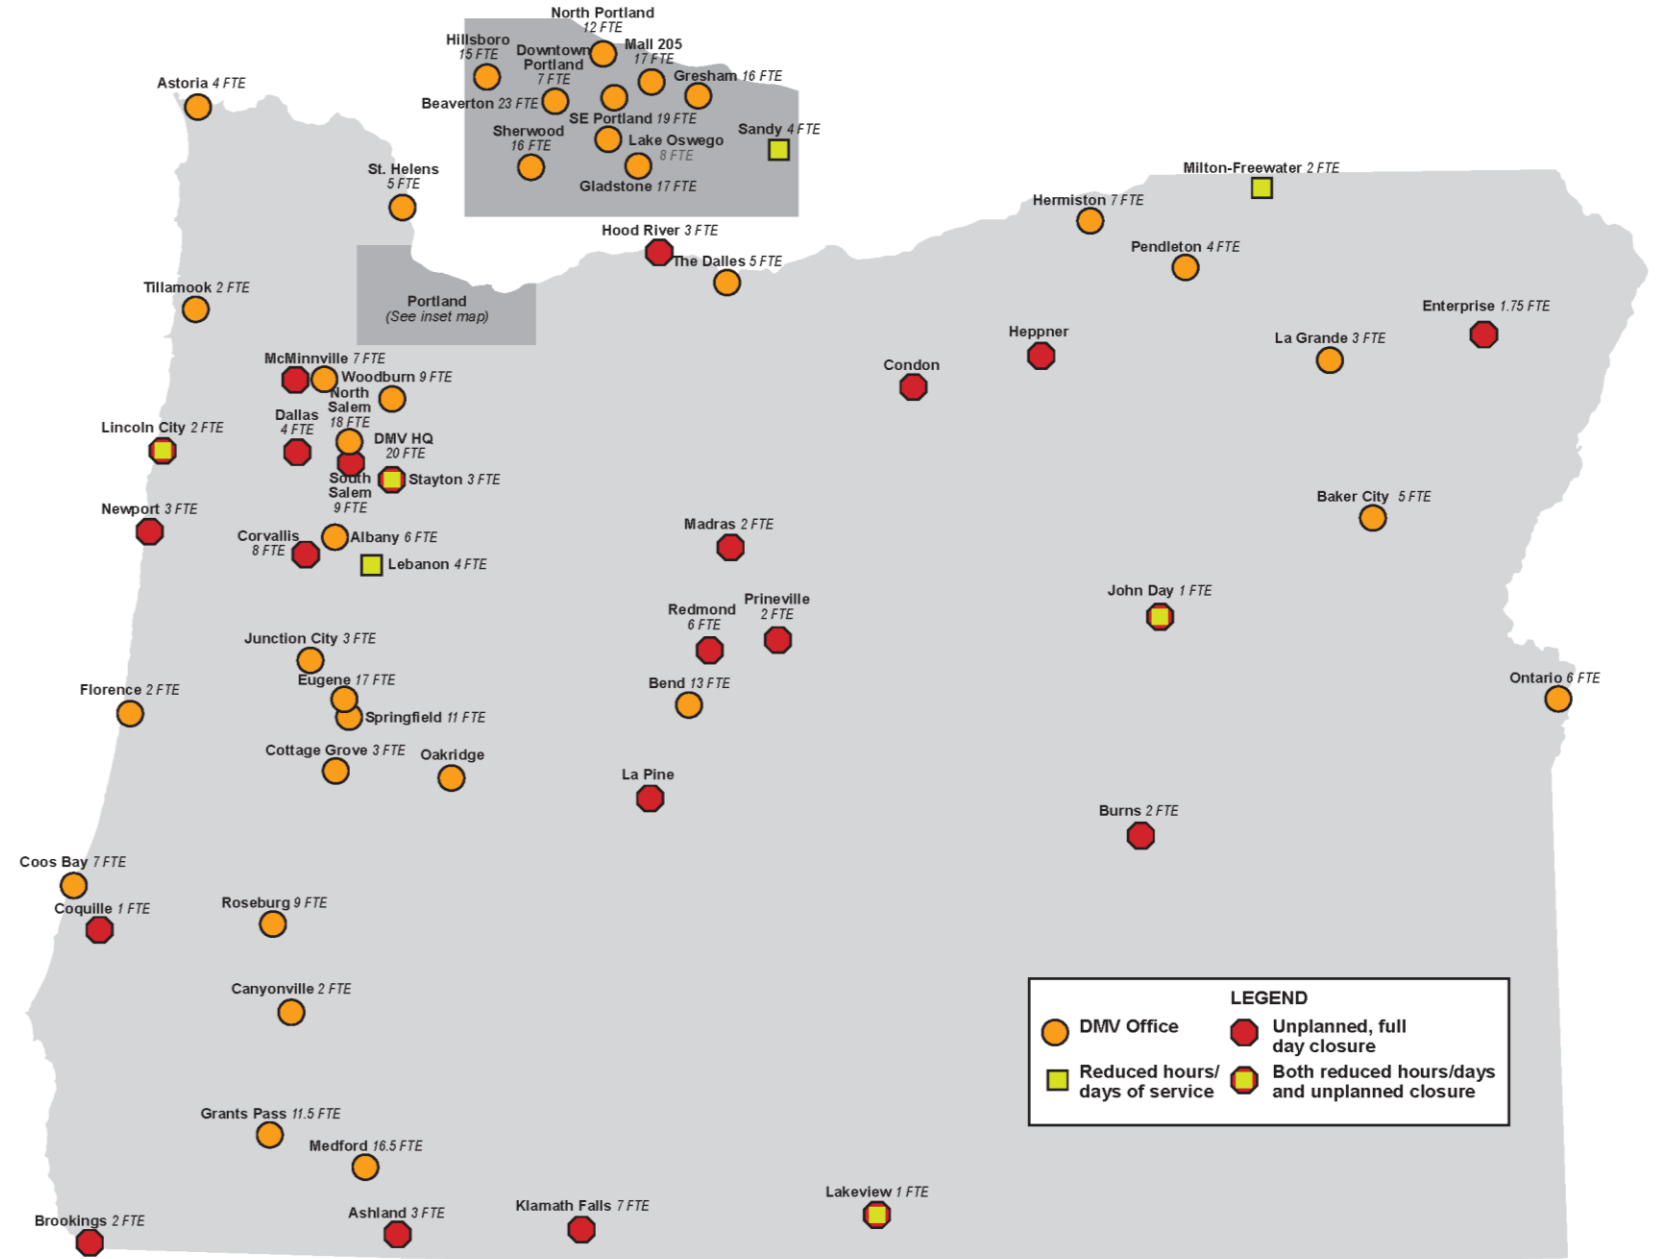 North Portland
12 FTE
Hillsboro
15 FTE
Downtown
Portland
7 FTE
Mall 205
17 FTE
Gresham 16 FTE
Beaverton 23 FTE
SE Portland 19 FTE
Sherwood
16 FTE
Lake Oswego
8 FTE
Gladstone 17 FTE
Sandy 4 FTE
Astoria 4 FTE
St. Helens
5 FTE
Milton-Freewater 2 FTE
Hermiston 7 FTE
Hood River 3 FTE
The Dalles 5 FTE
Pendleton 4 FTE
Tillamook 2 FTE
Portland
(See inset map)
Enterprise 1.75 FTE
Heppner
La Grande 3 FTE
McMinnville 7 FTE
Condon
Woodburn 9 FTE
North
Salem
18 FTE
Dallas
4 FTE
Lincoln City 2 FTE
DMV HQ
20 FTE
South
Salem
9 FTE
Stayton 3 FTE
Baker City 5 FTE
Newport 3 FTE
Madras 2 FTE
Corvallis
8 FTE
Albany 6 FTE
Lebanon 4 FTE
John Day 1 FTE
Prineville
2 FTE
Redmond
6 FTE
Junction City 3 FTE
Eugene 17 FTE
Ontario 6 FTE
Bend 13 FTE
Florence 2 FTE
Springfield 11 FTE
Cottage Grove 3 FTE
Oakridge
La Pine
Burns 2 FTE
Coos Bay 7 FTE
Coquille 1 FTE
Roseburg 9 FTE
Canyonville 2 FTE
LEGEND
DMV Office
Unplanned, full
day closure
Reduced hours/
days of service
Both reduced hours/days
and unplanned closure
Grants Pass 11.5 FTE
Medford 16.5 FTE
Lakeview 1 FTE
Klamath Falls 7 FTE
Ashland 3 FTE
Brookings 2 FTE